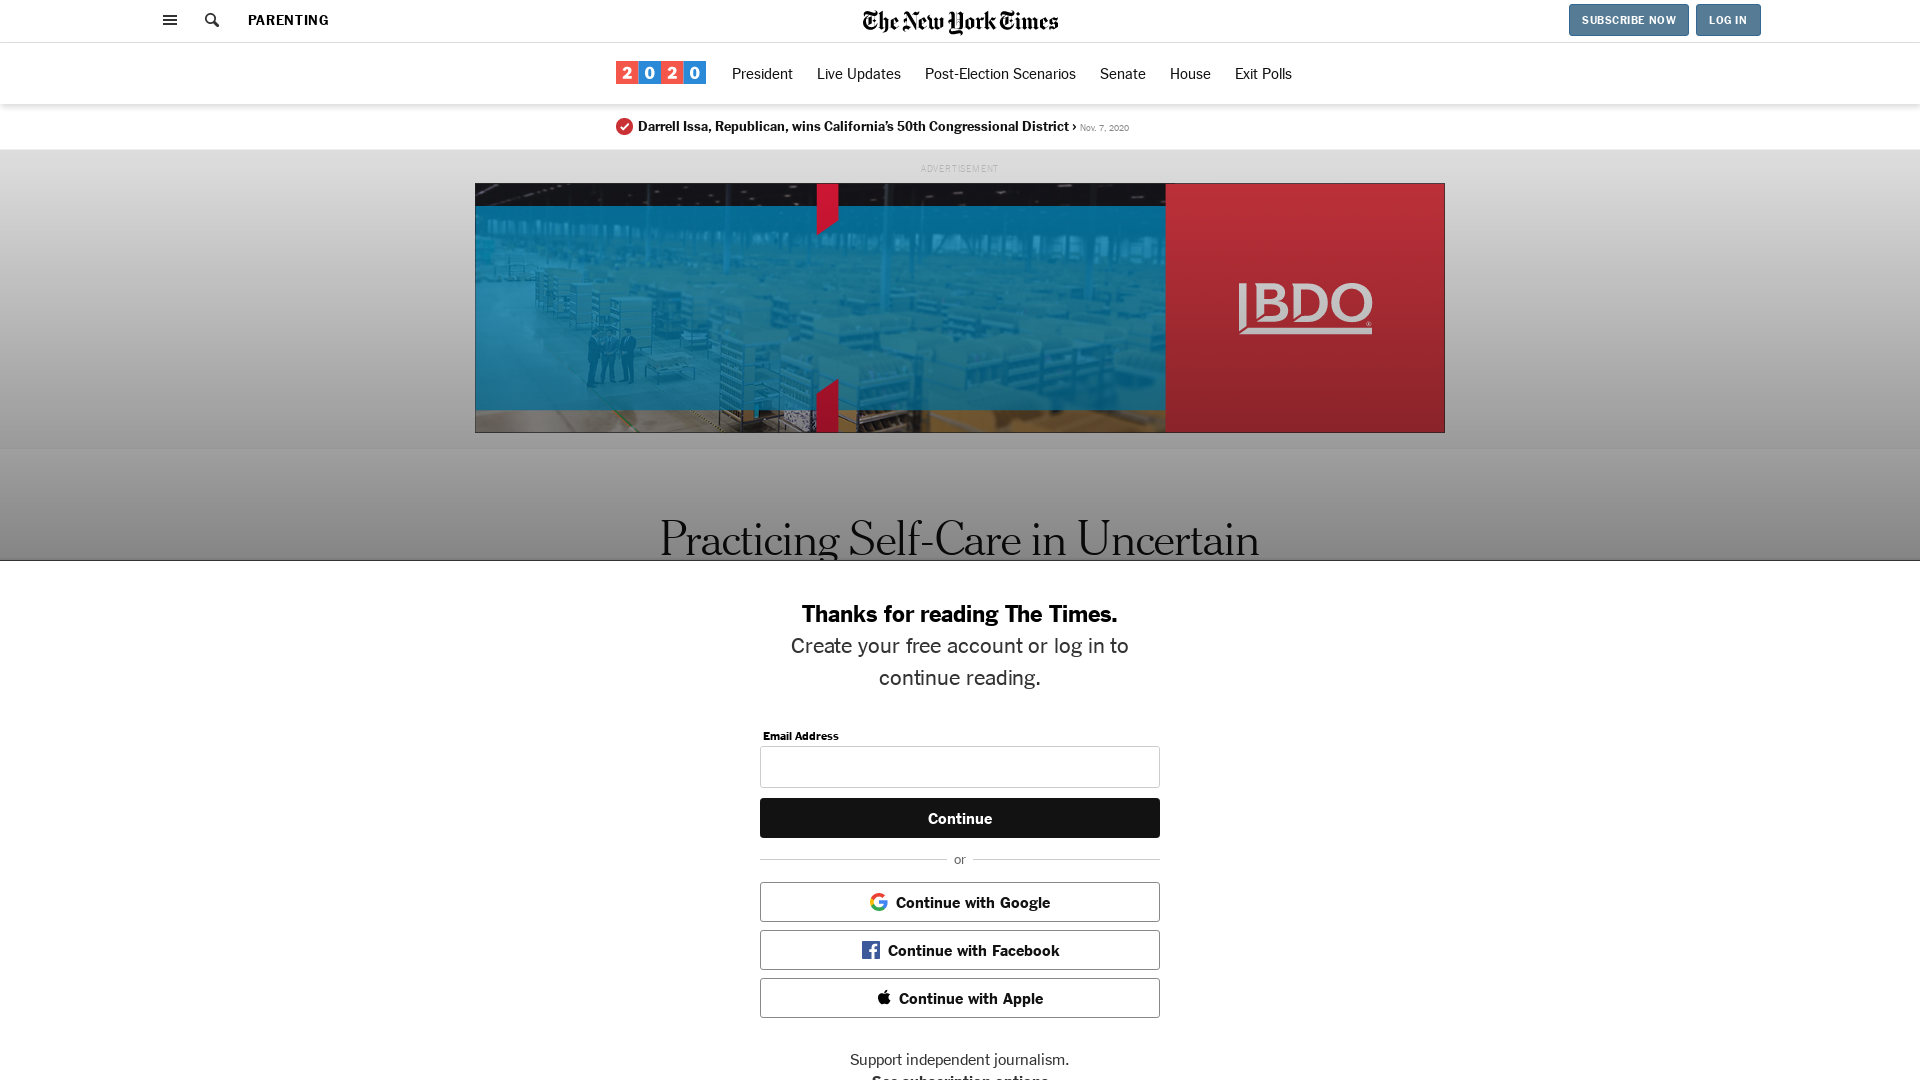 PARENTING
The New York Times
SUBSCRIBE NOW
LOG IN
2020
President
Live Updates
Post-Election Scenarios
Senate
House
Exit Polls
Darrell Issa, Republican, wins California’s 50th Congressional District › Nov. 7, 2020
ADVERTISEMENT
BDO
Practicing Self-Care in Uncertain
Thanks for reading The Times.
Create your free account or log in to
continue reading.
Email Address
Continue
or
Continue with Google
Continue with Facebook
Continue with Apple
Support independent journalism.
See subscription options.